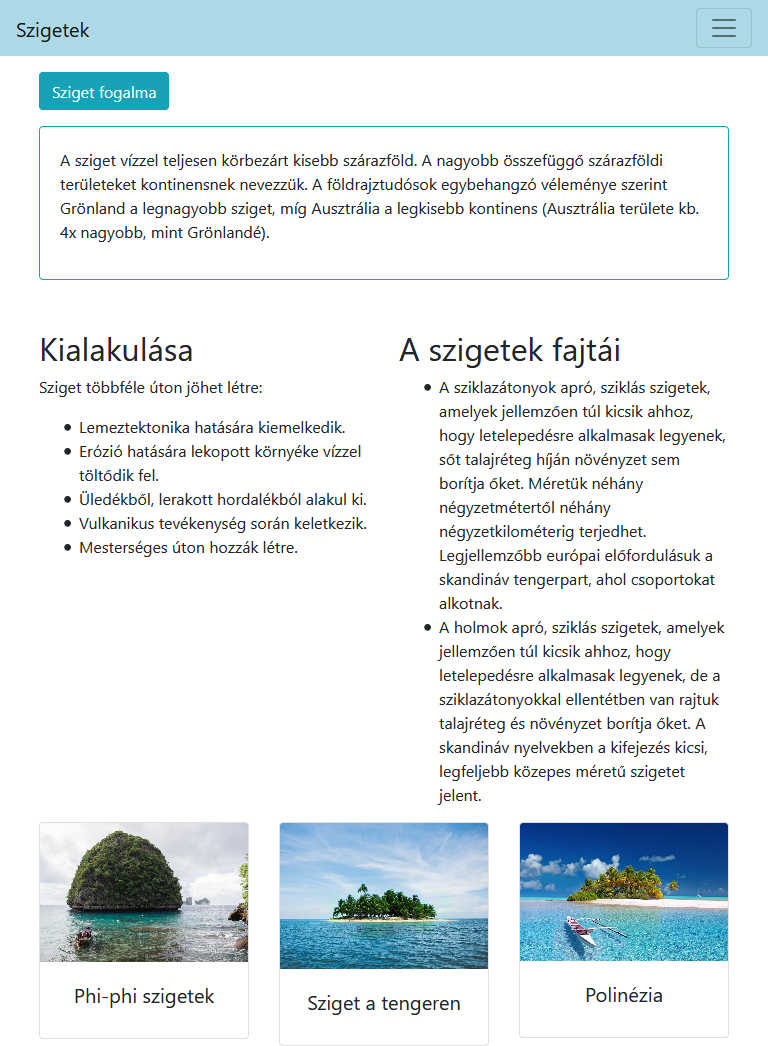 Szigetek
Sziget fogalma
A sziget vízzel teljesen körbezárt kisebb szárazföld. A nagyobb összefüggő szárazföldi
területeket kontinensnek nevezzük. A földrajztudósok egybehangzó véleménye szerint
Grönland a legnagyobb sziget, míg Ausztrália a legkisebb kontinens (Ausztrália területe kb.
4x nagyobb, mint Grönlandé).
Kialakulása
Sziget többféle úton jöhet létre:
• Lemeztektonika hatására kiemelkedik.
• Erózió hatására lekopott környéke vízzel
töltődik fel.
• Üledékből, lerakott hordalékból alakul ki.
• Vulkanikus tevékenység során keletkezik.
• Mesterséges úton hozzák létre.
A szigetek fajtái
• A sziklazátonyok apró, sziklás szigetek,
amelyek jellemzően túl kicsik ahhoz,
hogy letelepedésre alkalmasak legyenek,
sőt talajréteg híján növényzet sem
borítja őket. Méretük néhány
négyzetmétertől néhány
négyzetkilométerig terjedhet.
Legjellemzőbb európai előfordulásuk a
skandináv tengerpart, ahol csoportokat
alkotnak.
• A holmok apró, sziklás szigetek, amelyek
jellemzően túl kicsik ahhoz, hogy
letelepedésre alkalmasak legyenek, de a
sziklazátonyokkal ellentétben van rajtuk
talajréteg és növényzet borítja őket. A
skandináv nyelvekben a kifejezés kicsi,
legfeljebb közepes méretű szigetet
jelent.
Phi-phi szigetek
Sziget a tengeren
Polinézia